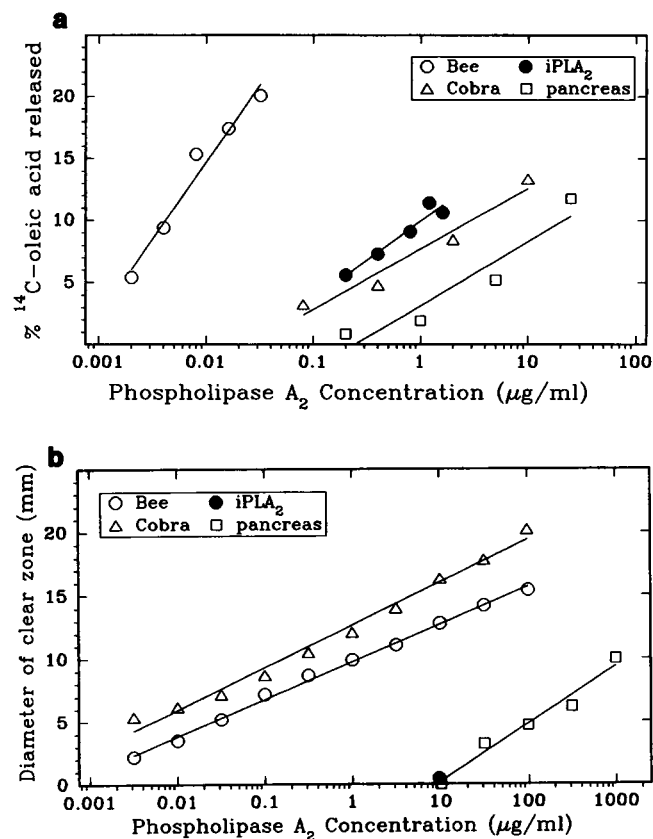 a
% ¹⁴C-oleic acid released
20
15
10
5
Bee
iPLA₂
Cobra
pancreas
0.001
0.01
0.1
1
10
100
Phospholipase A₂ Concentration (μg/ml)
b
Diameter of clear zone (mm)
20
15
10
5
0
Bee
iPLA₂
Cobra
pancreas
0.001
0.01
0.1
1
10
100
1000
Phospholipase A₂ Concentration (μg/ml)